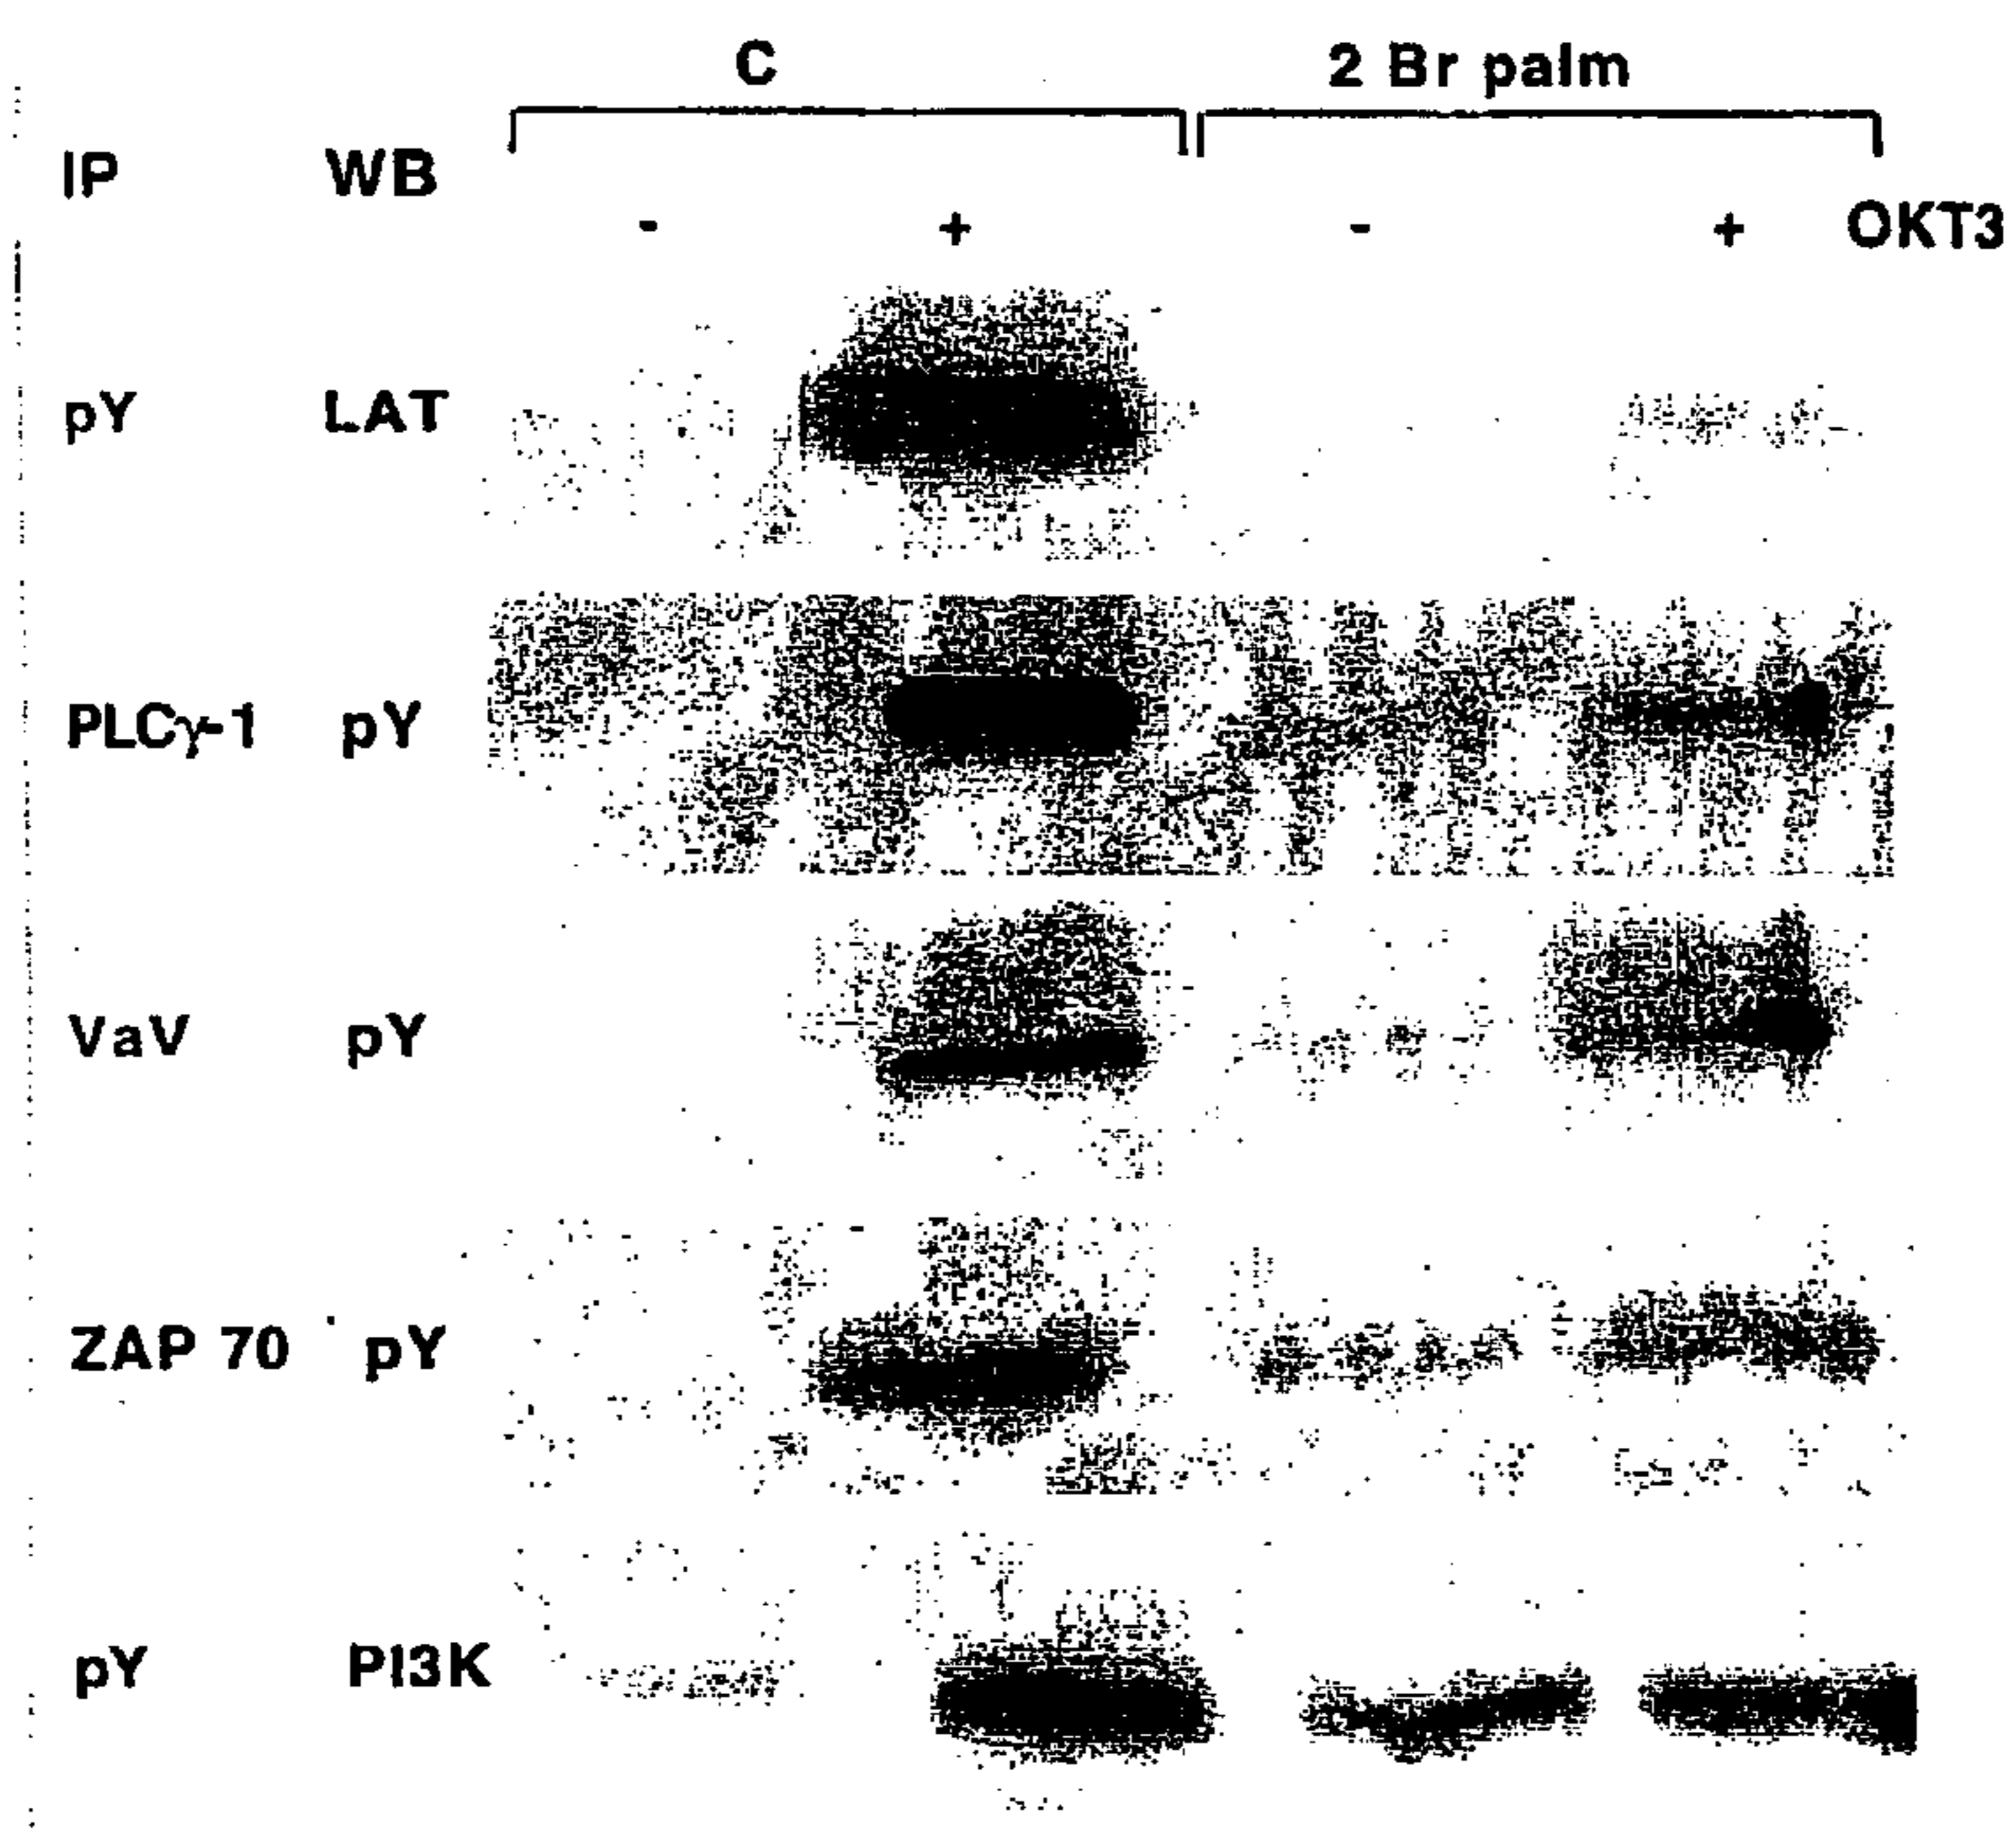 C 2 Br palm
IP WB
- + - + OKT3
pY LAT
PLCγ-1 pY
VaV pY
ZAP 70 pY
pY PI3K